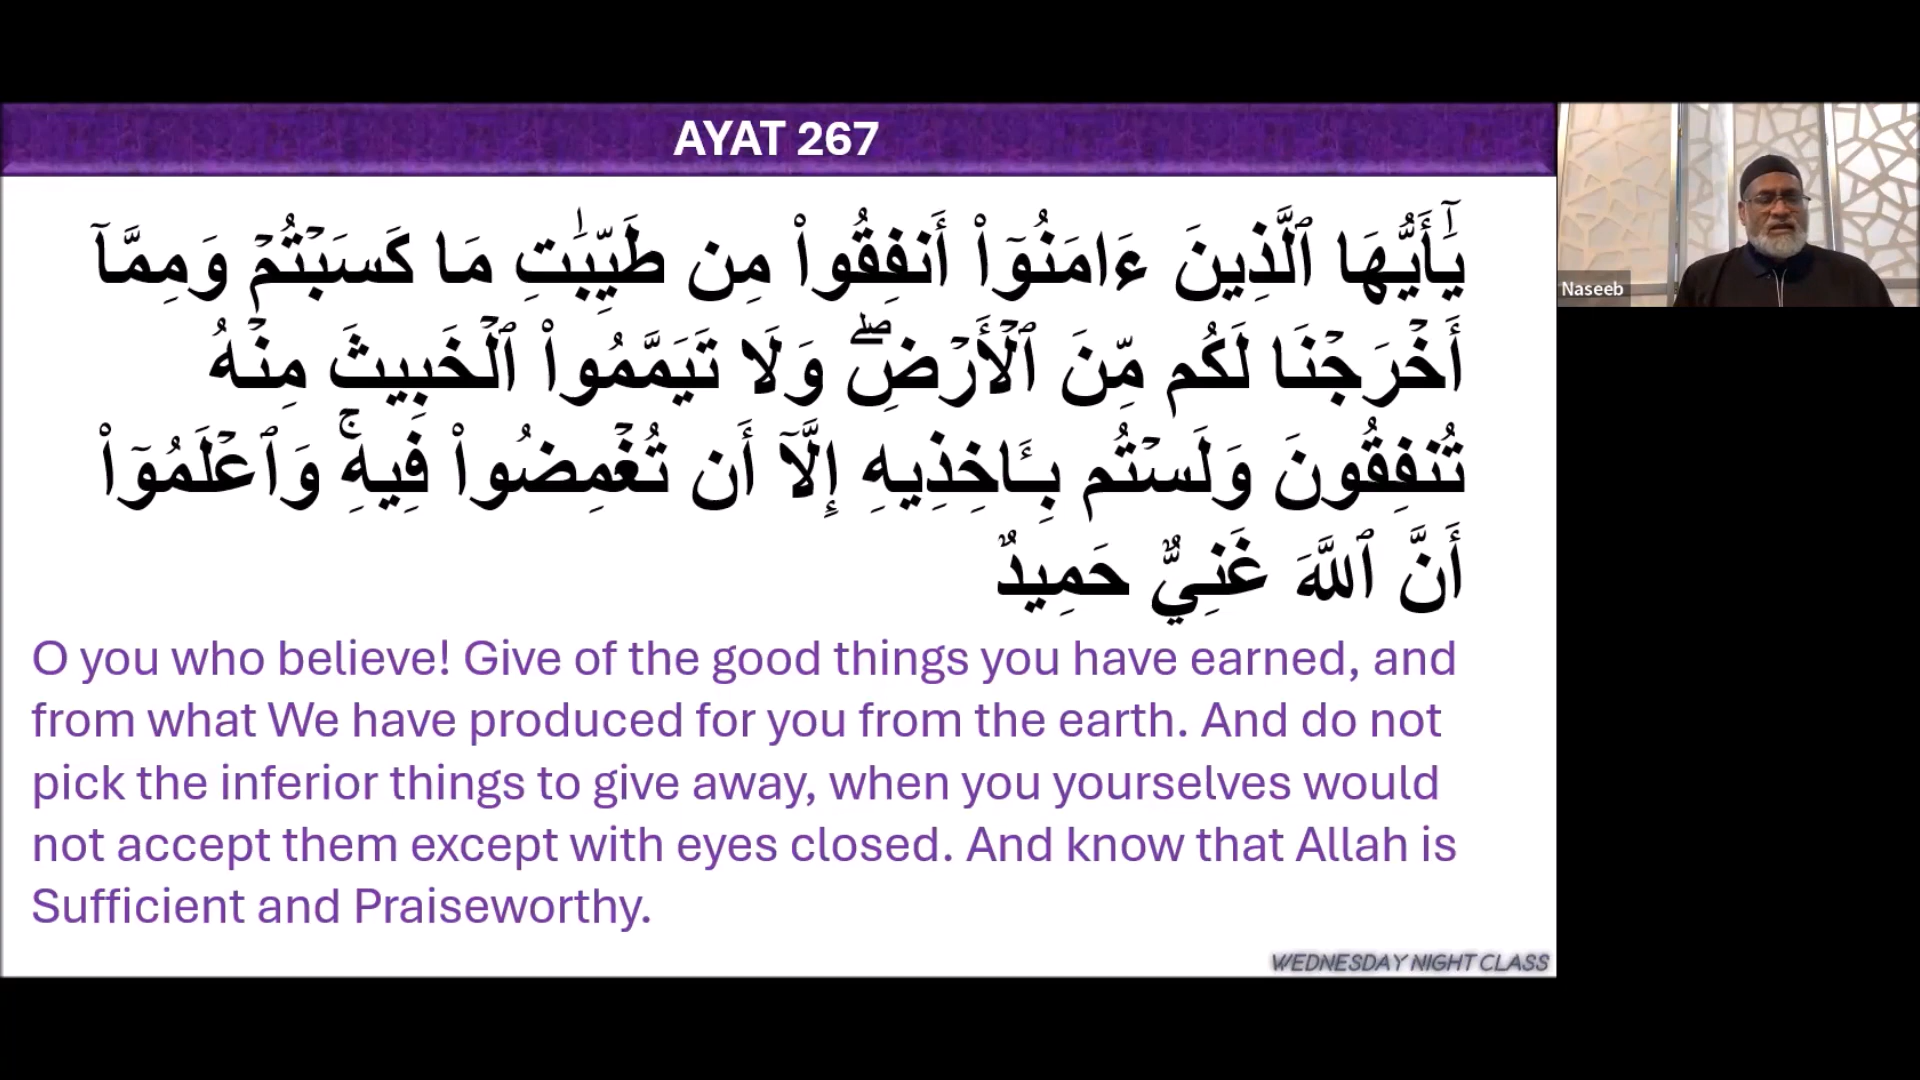 AYAT 267
يَٰٓأَيُّهَا ٱلَّذِينَ ءَامَنُوٓاْ أَنفِقُواْ مِن طَيِّبَٰتِ مَا كَسَبۡتُمۡ وَمِمَّآ
أَخۡرَجۡنَا لَكُم مِّنَ ٱلۡأَرۡضِۖ وَلَا تَيَمَّمُواْ ٱلۡخَبِيثَ مِنۡهُ
تُنفِقُونَ وَلَسۡتُم بِـَٔاخِذِيهِ إِلَّآ أَن تُغۡمِضُواْ فِيهِۚ وَٱعۡلَمُوٓاْ
أَنَّ ٱللَّهَ غَنِيٌّ حَمِيدٌ
O you who believe! Give of the good things you have earned, and
from what We have produced for you from the earth. And do not
pick the inferior things to give away, when you yourselves would
not accept them except with eyes closed. And know that Allah is
Sufficient and Praiseworthy.
WEDNESDAY NIGHT CLASS
Naseeb